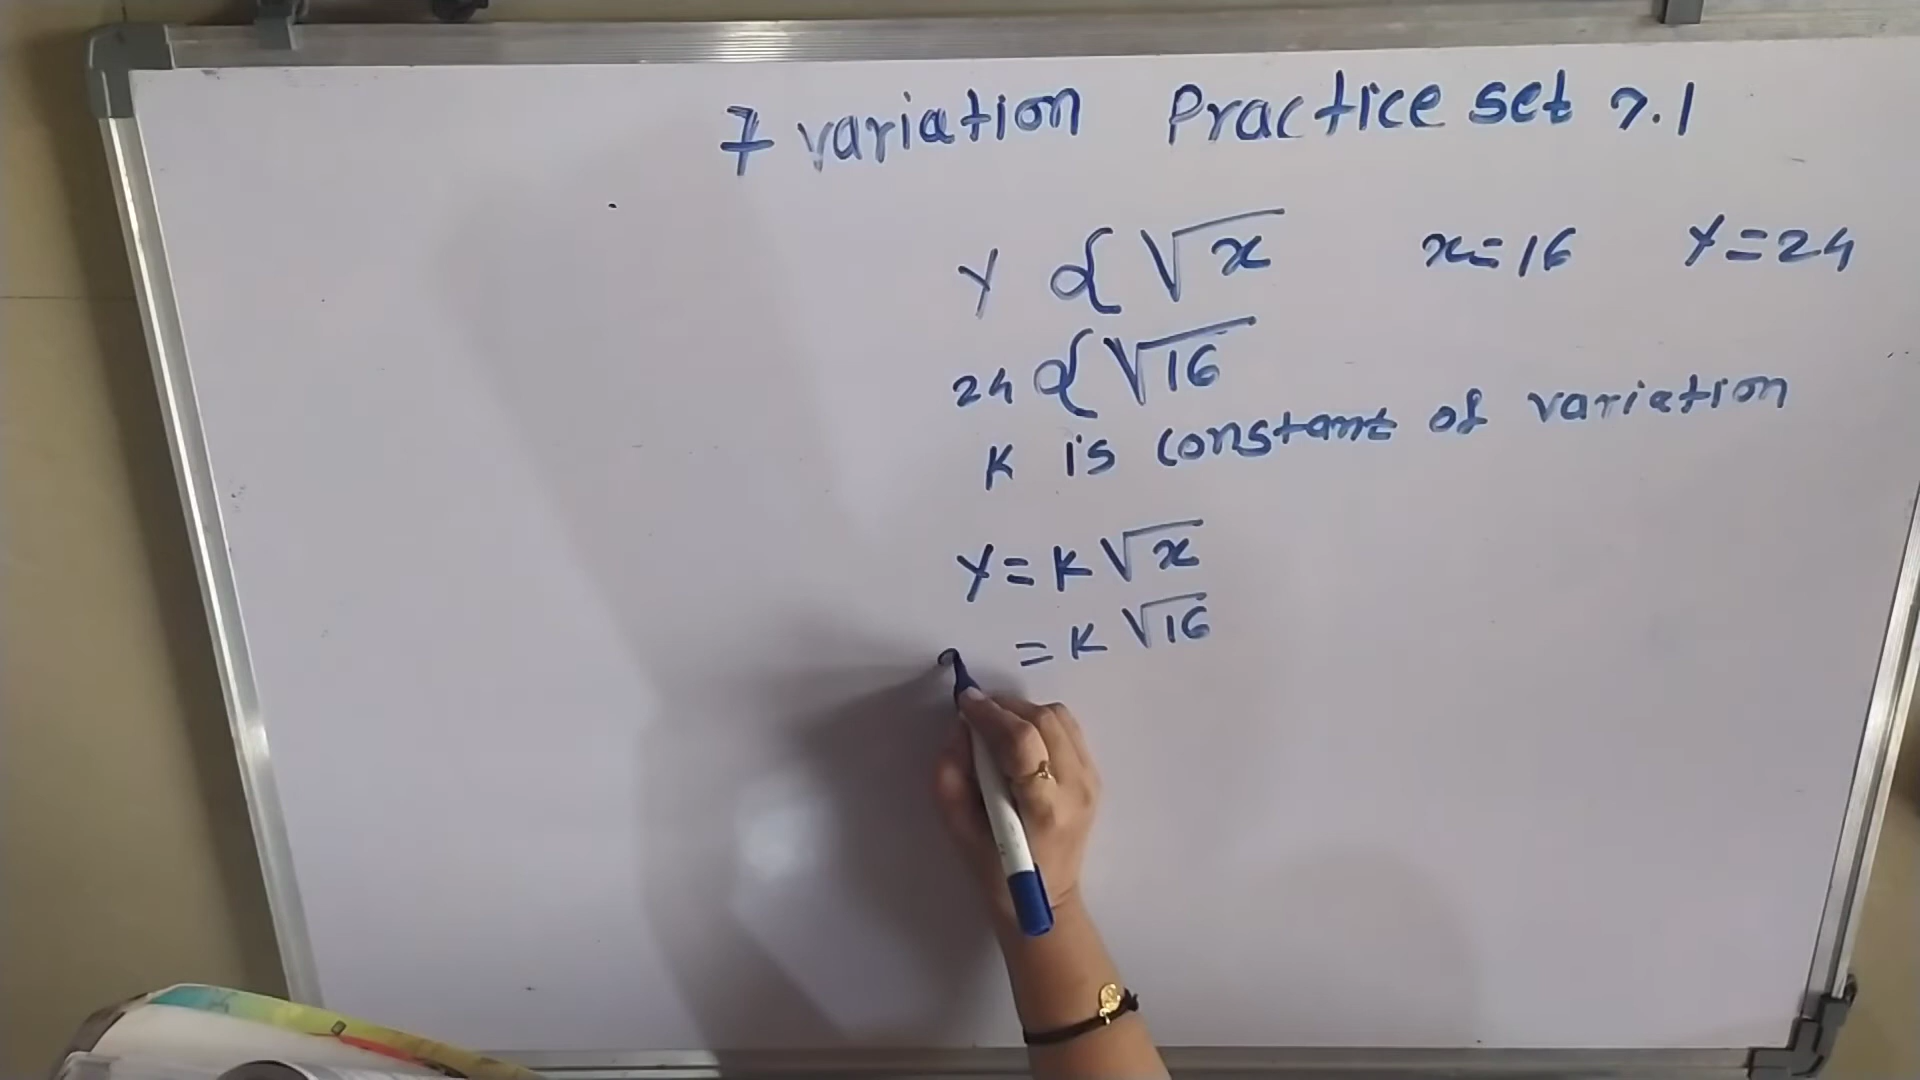 7 variation Practice set 7.1
y ∝ √x x=16 y=24
24 ∝ √16
K is constant of variation
y = K √x
= K √16